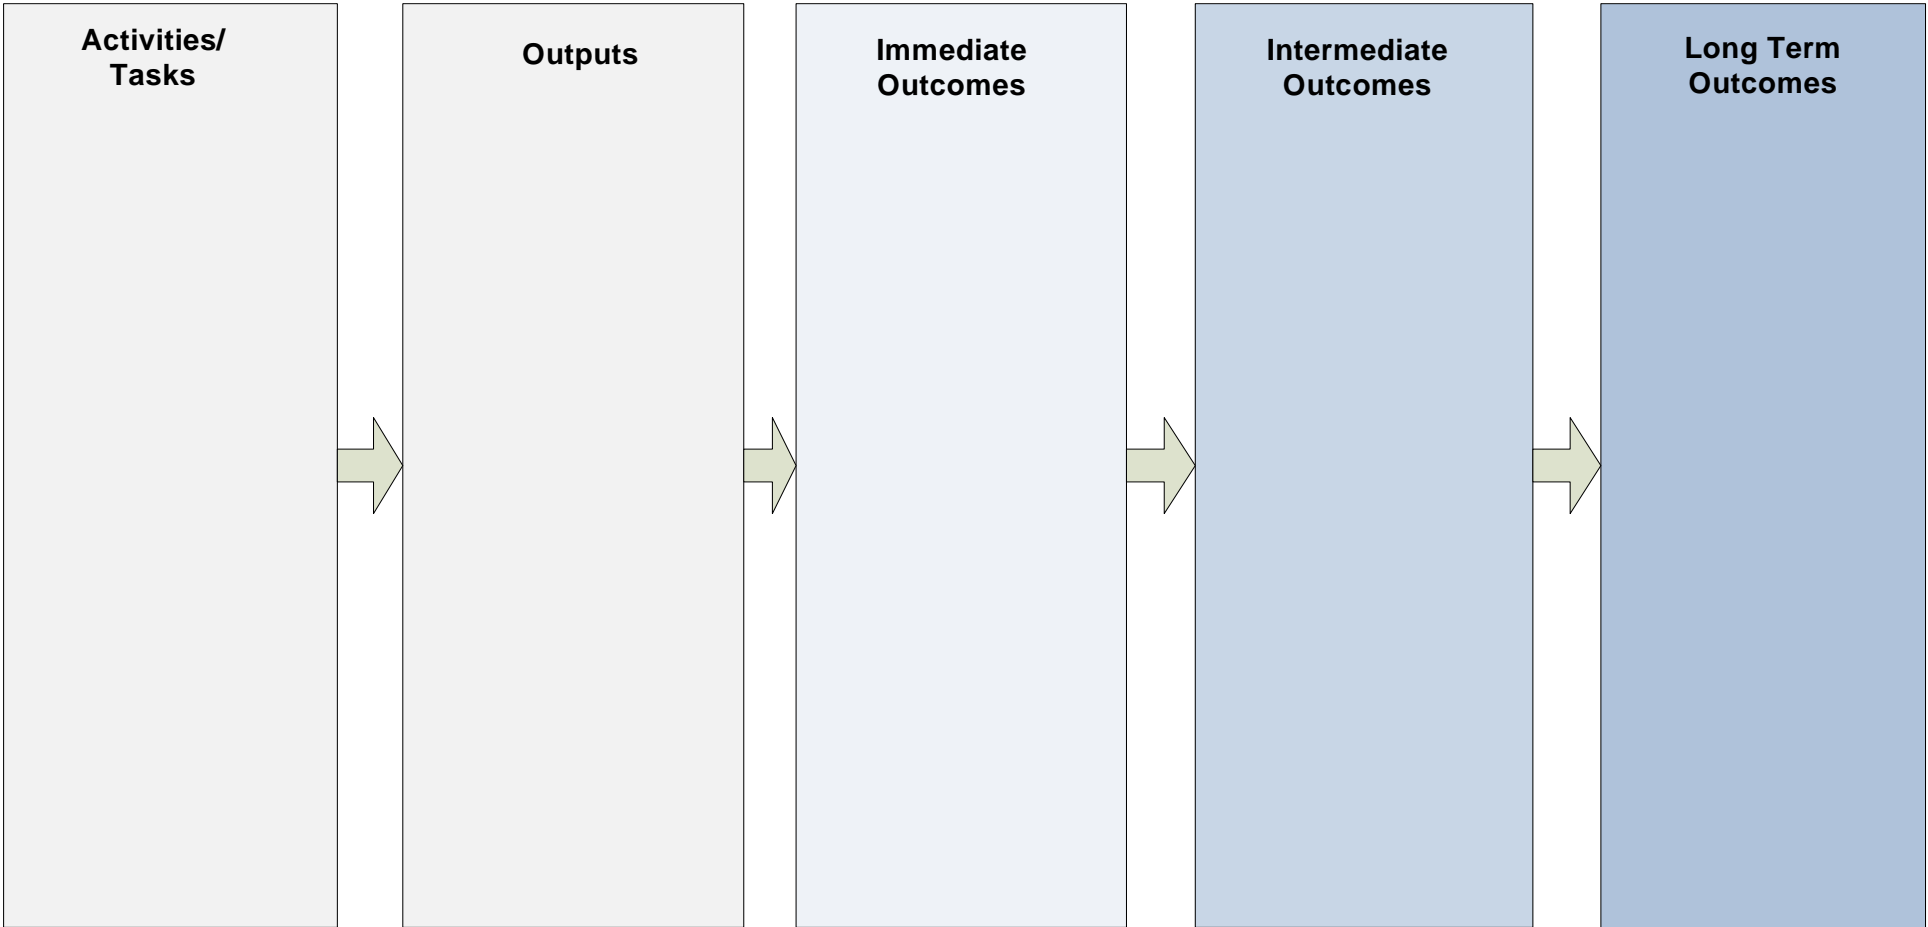 Activities/
Tasks
Outputs
Immediate
Outcomes
Intermediate
Outcomes
Long Term
Outcomes